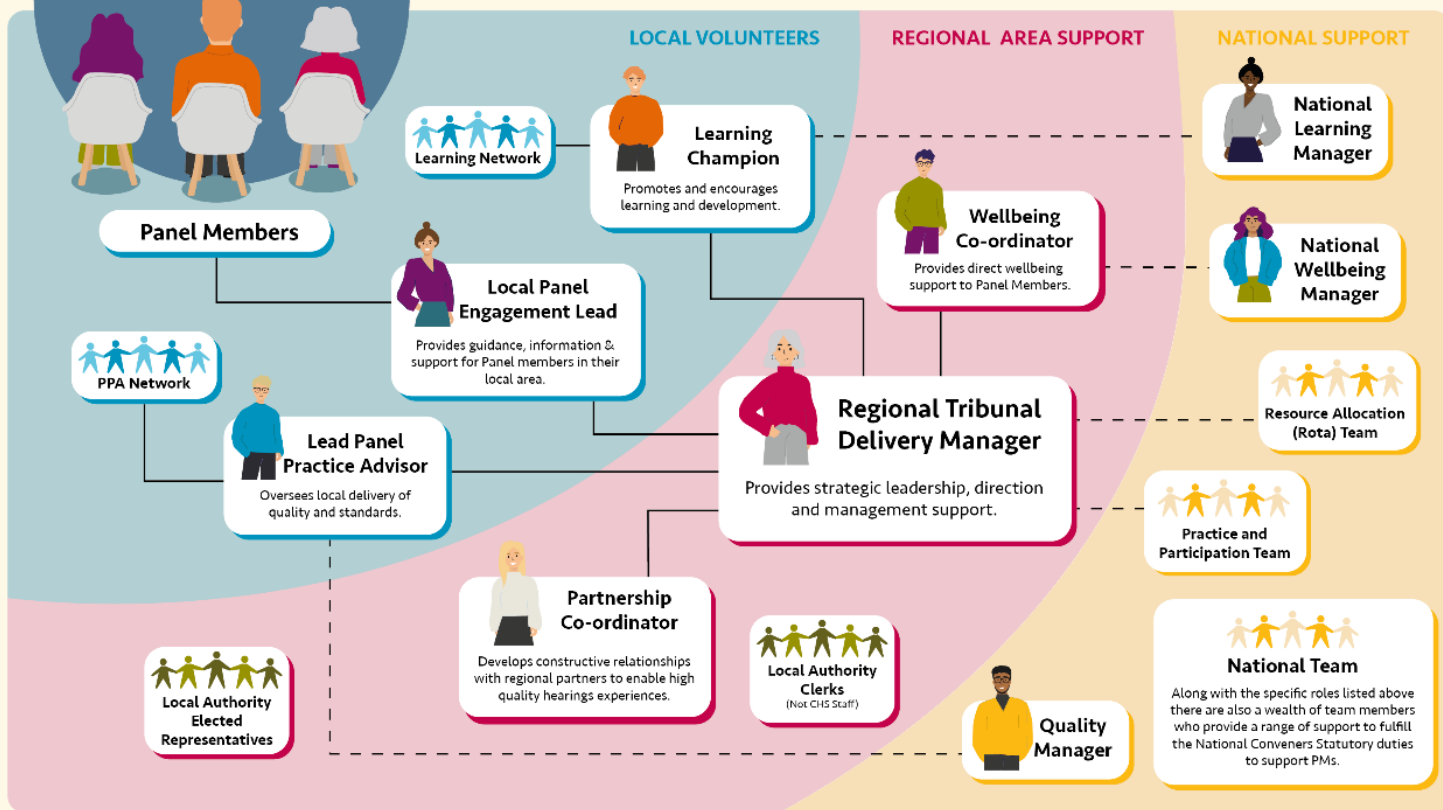 LOCAL VOLUNTEERS
REGIONAL AREA SUPPORT
NATIONAL SUPPORT
Panel Members
Learning Network
Learning
Champion
Promotes and encourages
learning and development.
Local Panel
Engagement Lead
Provides guidance, information &
support for Panel members in their
local area.
PPA Network
Lead Panel
Practice Advisor
Oversees local delivery of
quality and standards.
Wellbeing
Co-ordinator
Provides direct wellbeing
support to Panel Members.
Regional Tribunal
Delivery Manager
Provides strategic leadership, direction
and management support.
Partnership
Co-ordinator
Develops constructive relationships
with regional partners to enable high
quality hearings experiences.
Local Authority
Elected
Representatives
Local Authority
Clerks
(Not CHS Staff)
National
Learning
Manager
National
Wellbeing
Manager
Resource Allocation
(Rota) Team
Practice and
Participation Team
Quality
Manager
National Team
Along with the specific roles listed above
there are also a wealth of team members
who provide a range of support to fulfill
the National Conveners Statutory duties
to support PMs.